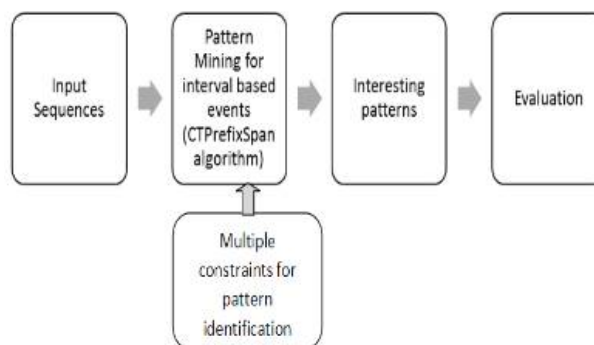 Input
Sequences
Pattern
Mining for
interval based
events
(CTPrefixSpan
algorithm)
Interesting
patterns
Evaluation
Multiple
constraints for
pattern
identification